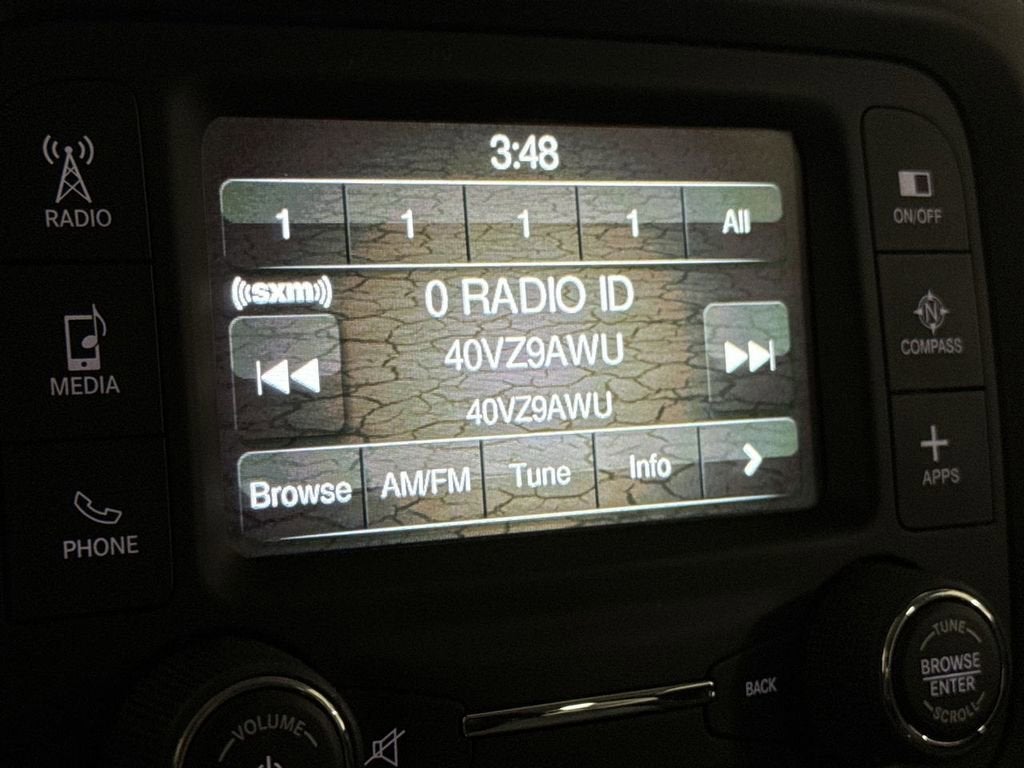 3:48
1 1 1 1 All
((sxm)) 0 RADIO ID
40VZ9AWU
40VZ9AWU
Browse AM/FM Tune Info >
RADIO
MEDIA
PHONE
ON/OFF
N
COMPASS
APPS
VOLUME
BACK
TUNE
BROWSE
ENTER
SCROLL